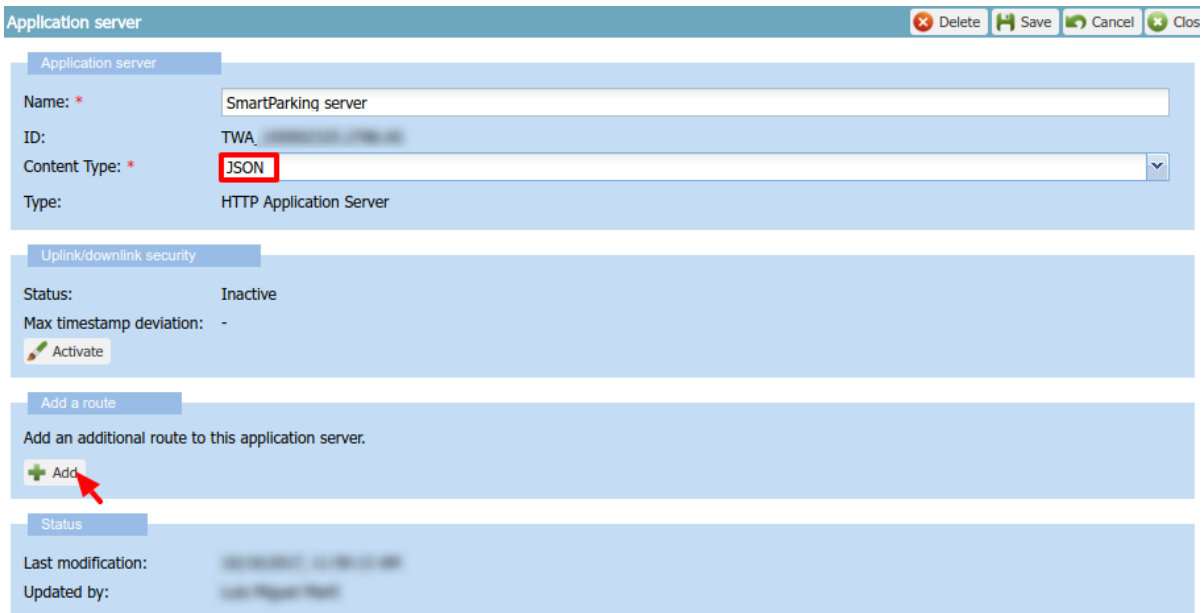 Application server Delete Save Cancel Clos
Application server
Name: * SmartParking server
ID: TWA_
Content Type: * JSON
Type: HTTP Application Server
Uplink/downlink security
Status: Inactive
Max timestamp deviation: -
Activate
Add a route
Add an additional route to this application server.
Add
Status
Last modification:
Updated by: